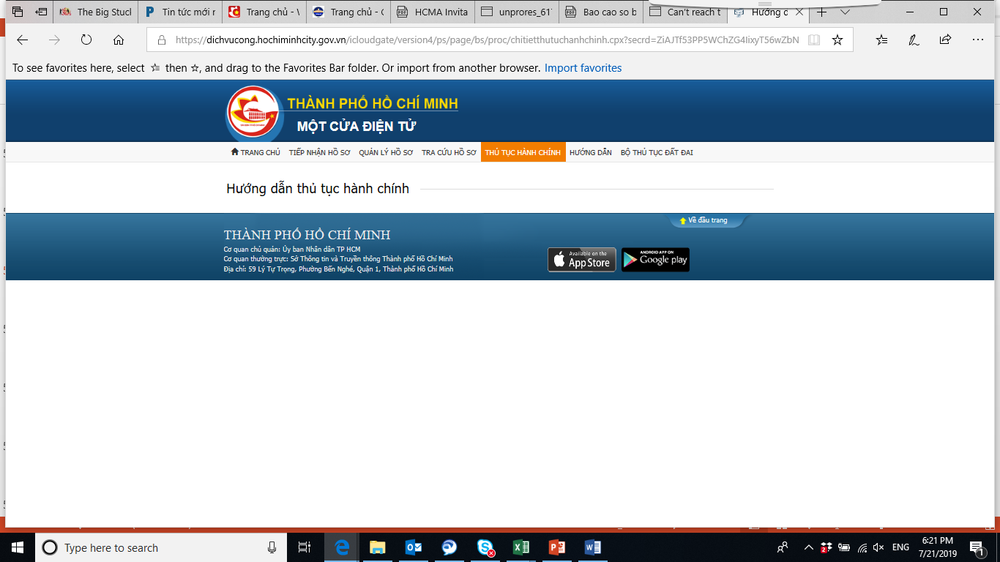 The Big Stucl
Tin tức mới r
Trang chủ - V
Trang chủ - C
HCMA Invita
unprores_61
Bao cao so b
Can't reach t
Hướng c
https://dichvucong.hochiminhcity.gov.vn/icloudgate/version4/ps/page/bs/proc/chitietthutuchanhchinh.cpx?secrd=ZiAJTf53PP5WChZG4IixyT56wZbN
To see favorites here, select then ☆, and drag to the Favorites Bar folder. Or import from another browser. Import favorites
THÀNH PHỐ HỒ CHÍ MINH
MỘT CỬA ĐIỆN TỬ
TRANG CHỦ TIẾP NHẬN HỒ SƠ QUẢN LÝ HỒ SƠ TRA CỨU HỒ SƠ THỦ TỤC HÀNH CHÍNH HƯỚNG DẪN BỘ THỦ TỤC ĐẤT ĐAI
Hướng dẫn thủ tục hành chính
Về đầu trang
THÀNH PHỐ HỒ CHÍ MINH
Cơ quan chủ quản: Ủy ban Nhân dân TP HCM
Cơ quan thường trực: Sở Thông tin và Truyền thông Thành phố Hồ Chí Minh
Địa chỉ: 59 Lý Tự Trọng, Phường Bến Nghé, Quận 1, Thành phố Hồ Chí Minh
Available on the
App Store
ANDROID APP ON
Google play
Type here to search
2
ENG
6:21 PM
7/21/2019
1